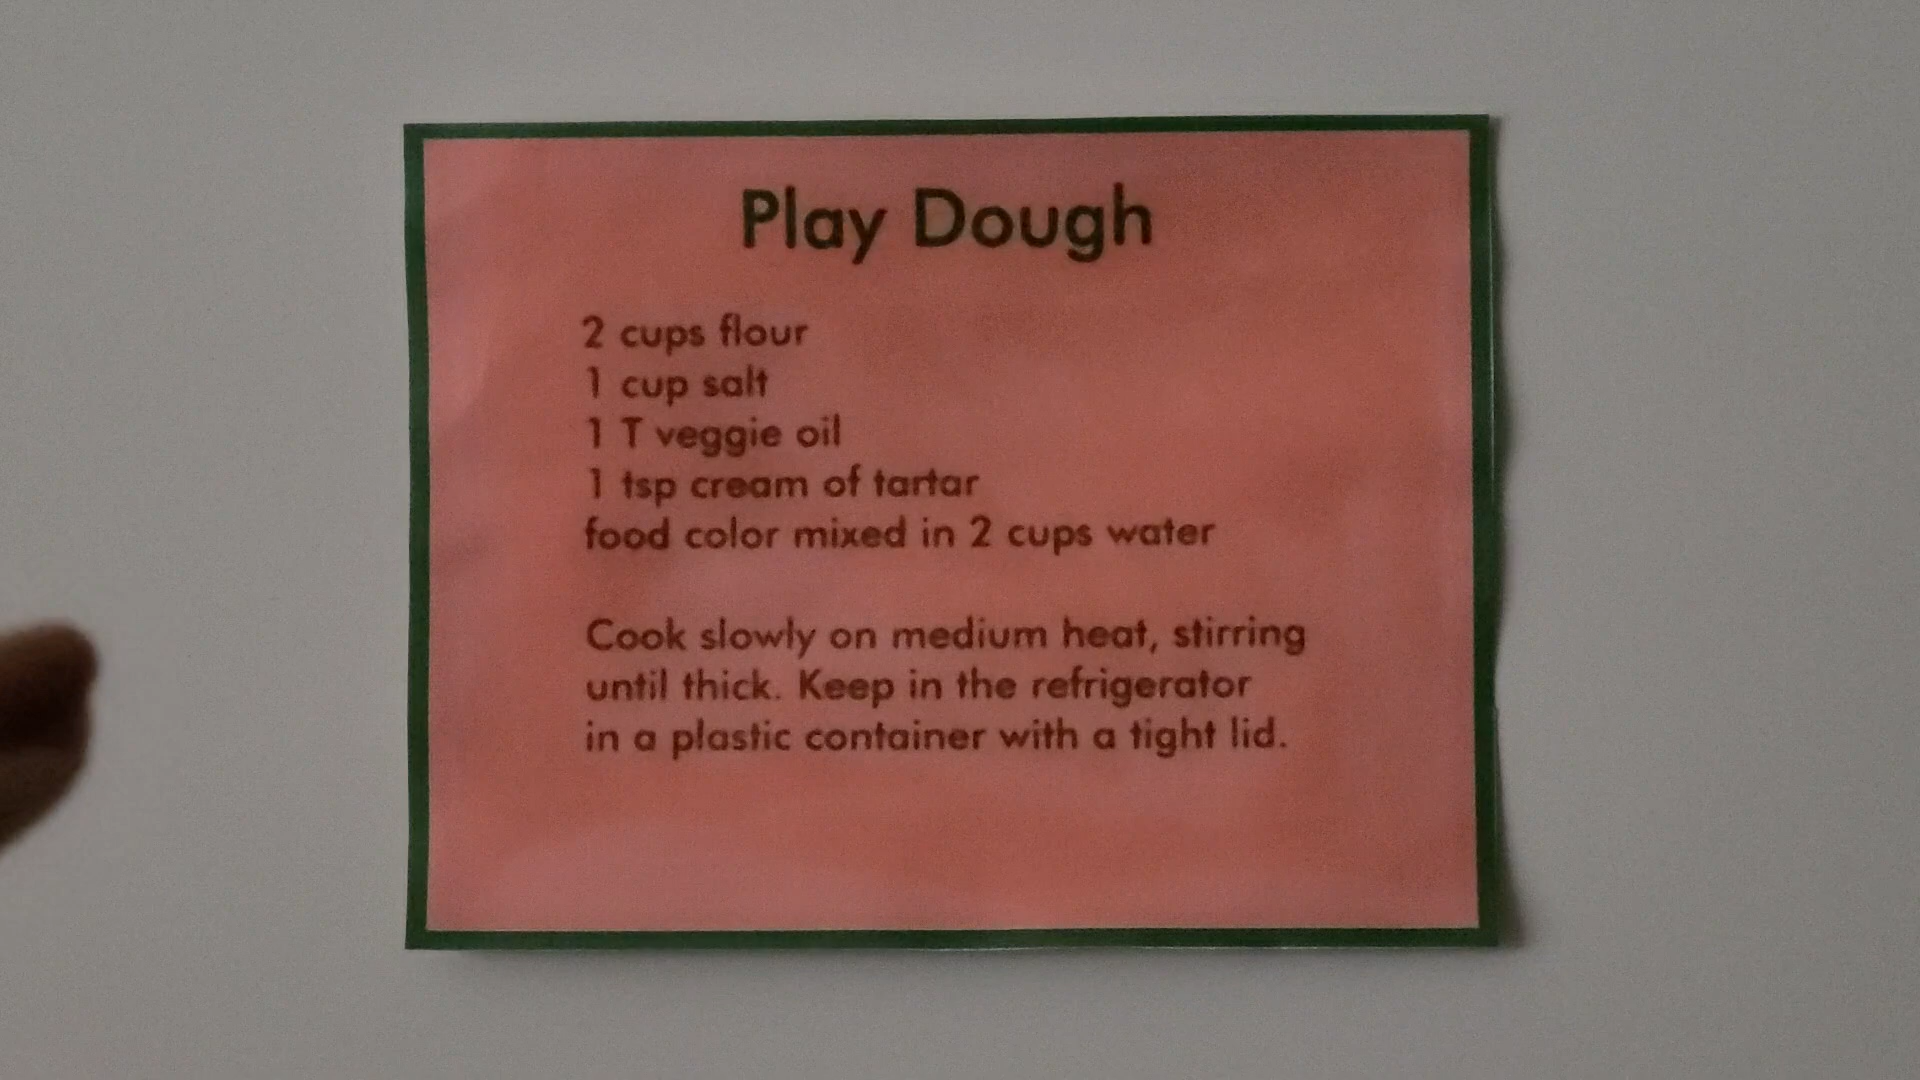 Play Dough
2 cups flour
1 cup salt
1 T veggie oil
1 tsp cream of tartar
food color mixed in 2 cups water
Cook slowly on medium heat, stirring
until thick. Keep in the refrigerator
in a plastic container with a tight lid.